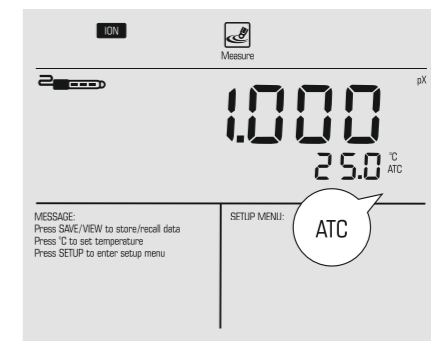 ION
Measure
pX
1.000
25.0 °C
ATC
MESSAGE:
Press SAVE/VIEW to store/recall data
Press °C to set temperature
Press SETUP to enter setup menu
SETUP MENU:
ATC